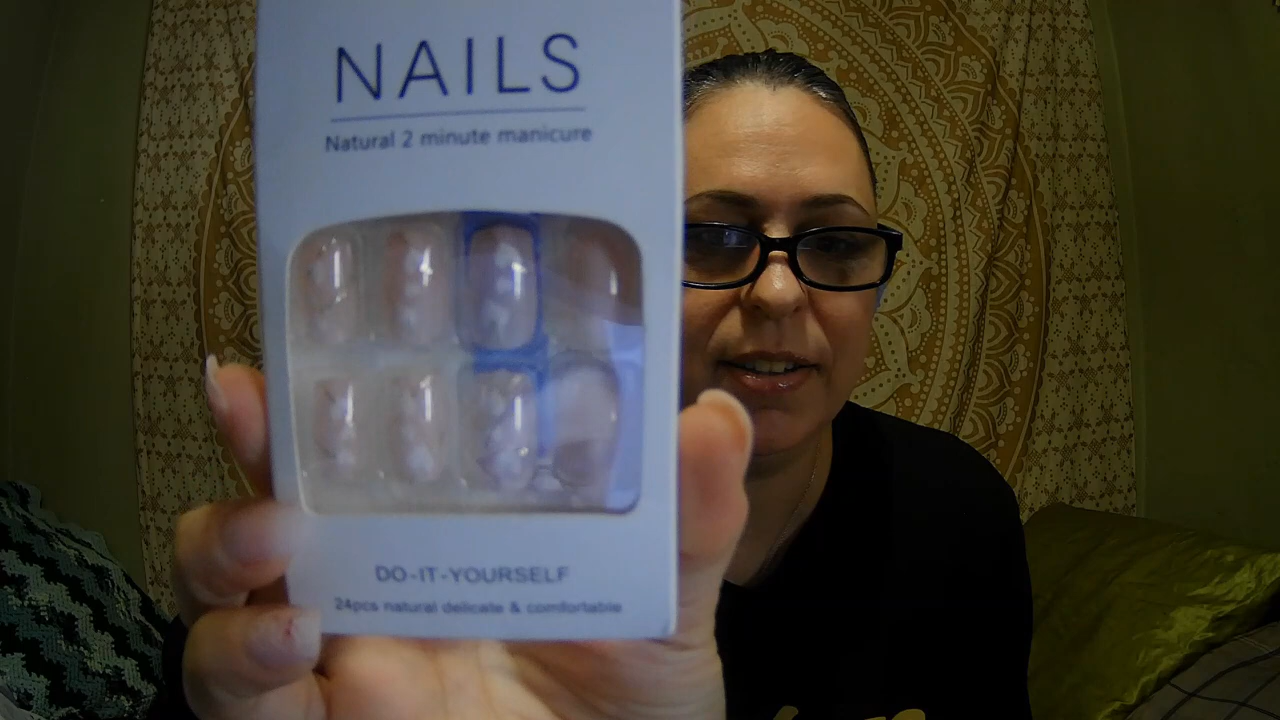 NAILS
Natural 2 minute manicure
DO-IT-YOURSELF
24pcs natural delicate & comfortable